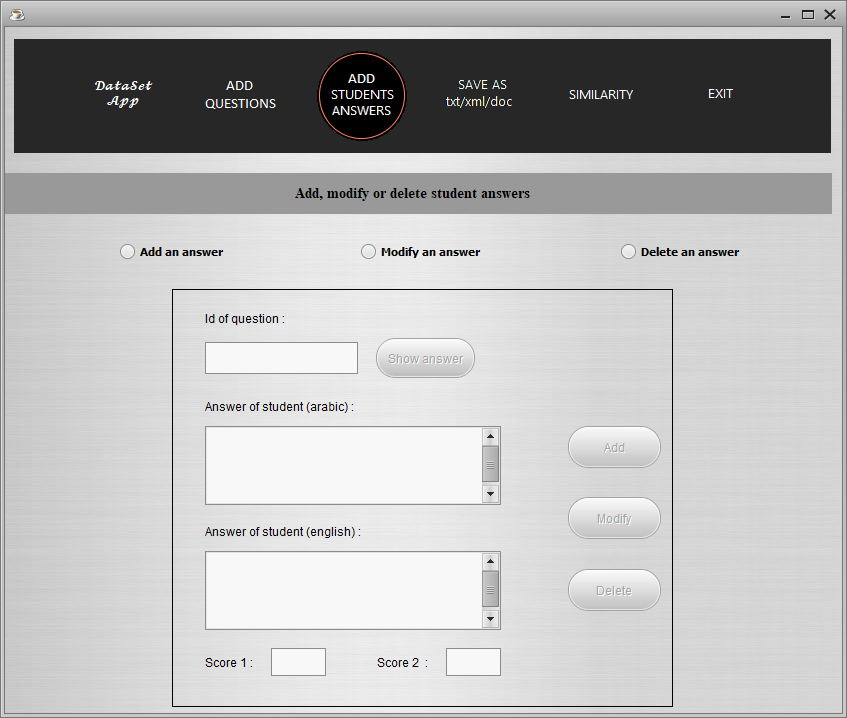 DataSet
App
ADD
QUESTIONS
ADD
STUDENTS
ANSWERS
SAVE AS
txt/xml/doc
SIMILARITY
EXIT
Add, modify or delete student answers
Add an answer
Modify an answer
Delete an answer
Id of question :
Show answer
Answer of student (arabic) :
Add
Modify
Answer of student (english) :
Delete
Score 1 :
Score 2 :